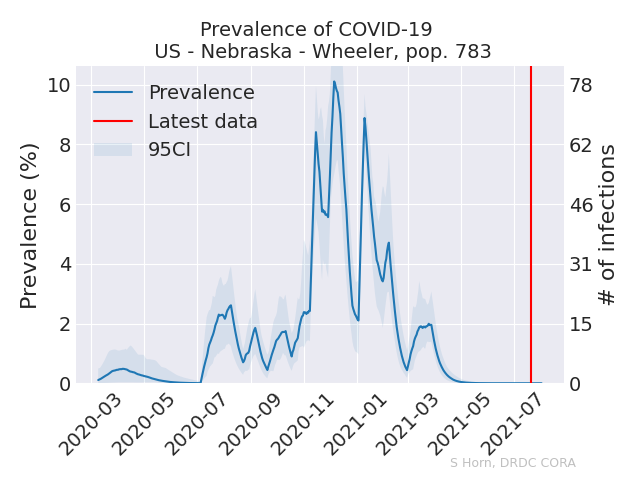 Prevalence of COVID-19
US - Nebraska - Wheeler, pop. 783
Prevalence
Latest data
95CI
Prevalence (%)
10
8
6
4
2
0
# of infections
78
62
46
31
15
0
2020-03
2020-05
2020-07
2020-09
2020-11
2021-01
2021-03
2021-05
2021-07
S Horn, DRDC CORA